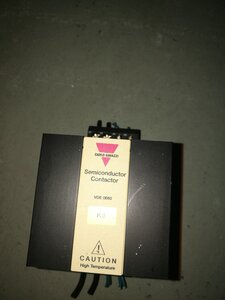 CARLO GAVAZZI
Semiconductor
Contactor
VDE 0660
CAUTION
High Temperature